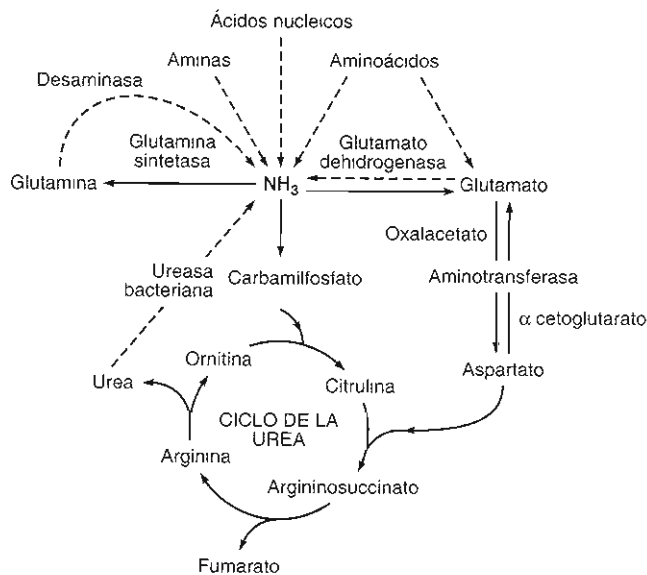 Ácidos nucleicos
Aminas
Aminoácidos
Desaminasa
Glutamina
sintetasa
Glutamato
dehidrogenasa
Glutamina
NH3
Glutamato
Oxalacetato
Ureasa
bacteriana
Carbamilfosfato
Aminotransferasa
α cetoglutarato
Ornitina
Urea
Citrulina
Aspartato
CICLO DE LA
UREA
Arginina
Argininosuccinato
Fumarato